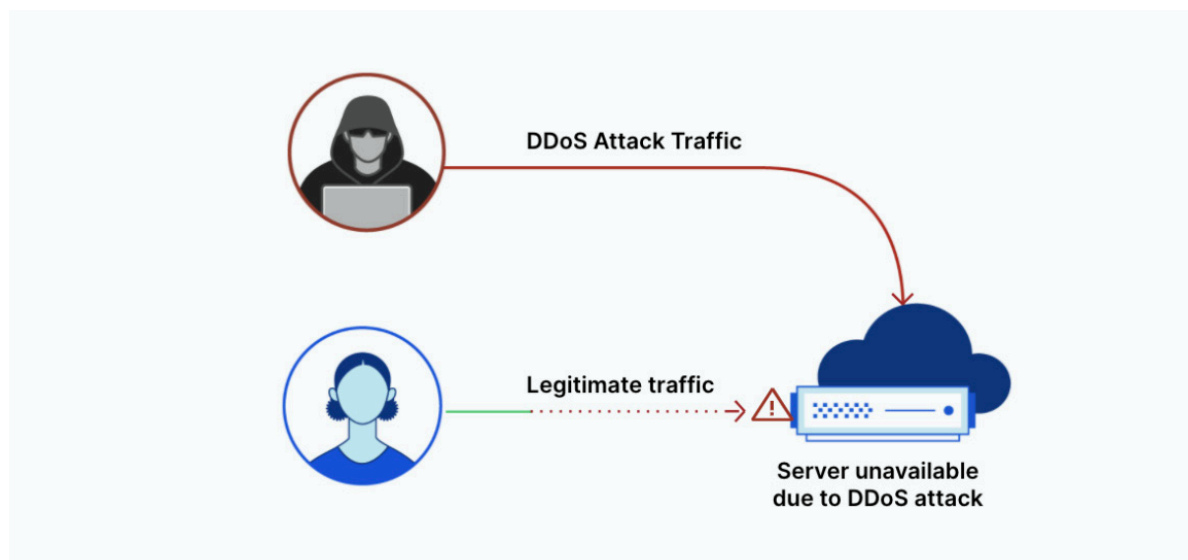 DDoS Attack Traffic
Legitimate traffic
Server unavailable
due to DDoS attack